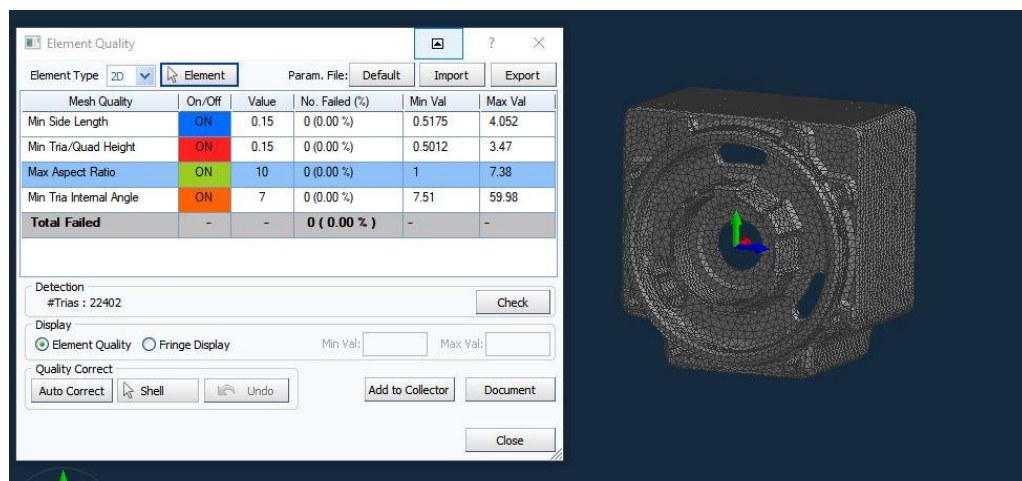 Element Quality ?
Element Type 2D Element Param. File: Default Import Export
Mesh Quality On/Off Value No. Failed (%) Min Val Max Val
Min Side Length ON 0.15 0 (0.00 %) 0.5175 4.052
Min Tria/Quad Height ON 0.15 0 (0.00 %) 0.5012 3.47
Max Aspect Ratio ON 10 0 (0.00 %) 1 7.38
Min Tria Internal Angle ON 7 0 (0.00 %) 7.51 59.98
Total Failed - - 0 ( 0.00 % ) - -
Detection
#Trias : 22402 Check
Display
Element Quality Fringe Display Min Val: Max Val:
Quality Correct
Auto Correct Shell Undo Add to Collector Document
Close